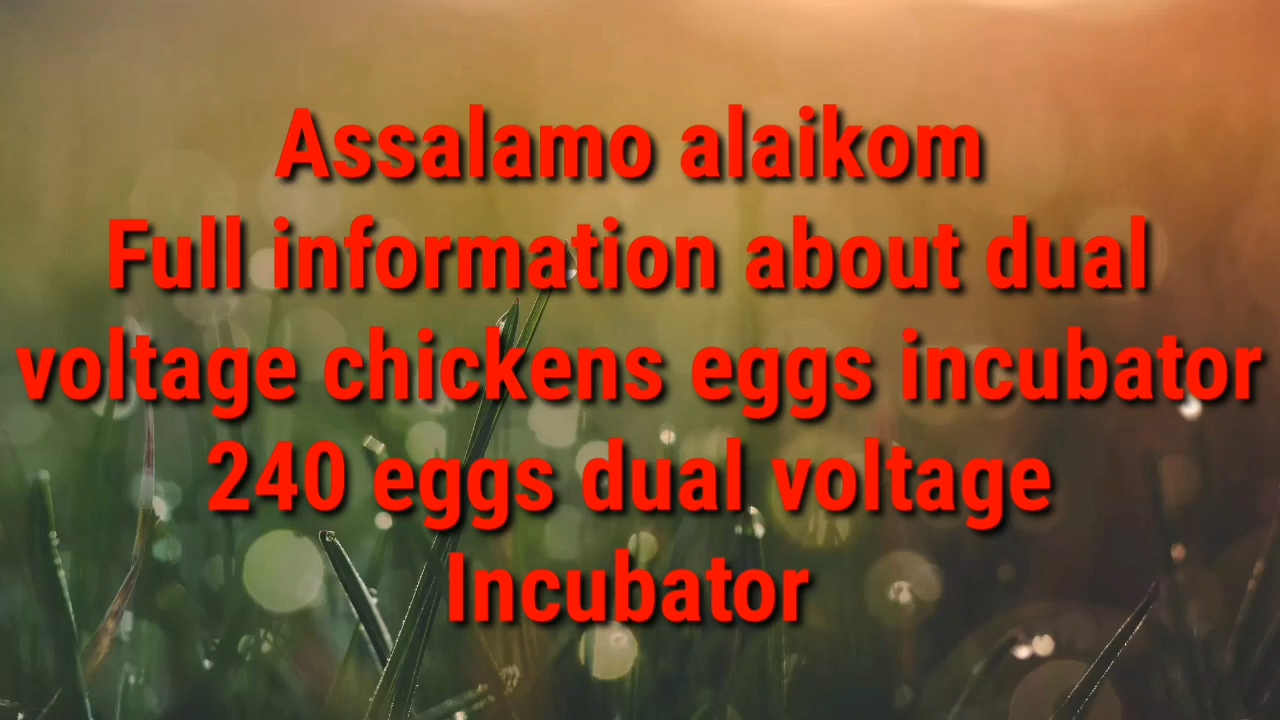 Assalamo alaikom
Full information about dual
voltage chickens eggs incubator
240 eggs dual voltage
Incubator